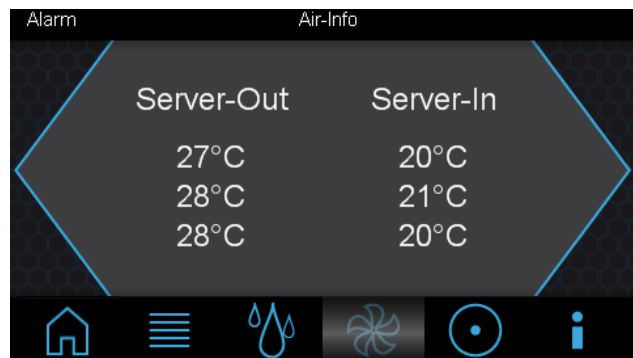 Alarm Air-Info
Server-Out Server-In
27°C 20°C
28°C 21°C
28°C 20°C